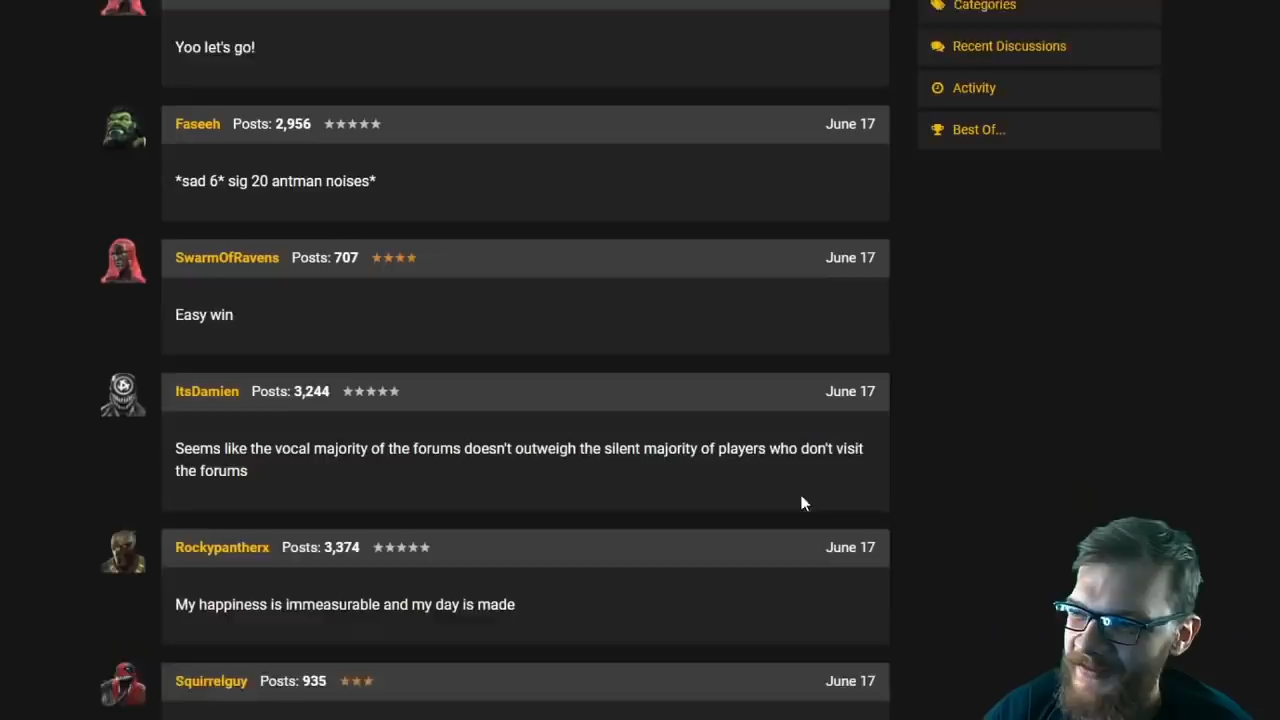 Yoo let's go!
Faseeh Posts: 2,956 June 17
*sad 6* sig 20 antman noises*
SwarmOfRavens Posts: 707 June 17
Easy win
ItsDamien Posts: 3,244 June 17
Seems like the vocal majority of the forums doesn't outweigh the silent majority of players who don't visit
the forums
Rockypantherx Posts: 3,374 June 17
My happiness is immeasurable and my day is made
Squirrelguy Posts: 935 June 17
Categories
Recent Discussions
Activity
Best Of...